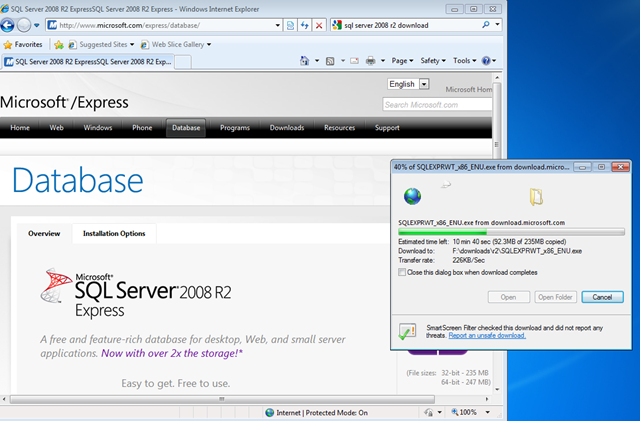 SQL Server 2008 R2 ExpressSQL Server 2008 R2 Express - Windows Internet Explorer
http://www.microsoft.com/express/database/
sql server 2008 r2 download
Favorites
Suggested Sites
Web Slice Gallery
SQL Server 2008 R2 ExpressSQL Server 2008 R2 Exp...
Page
Safety
Tools
English
Microsoft Hom
Microsoft®/Express
Search Microsoft.com
Home Web Windows Phone Database Programs Downloads Resources Support
Database
Overview
Installation Options
Microsoft®
SQL Server® 2008 R2
Express
A free and feature-rich database for desktop, Web, and small server
applications. Now with over 2x the storage!*
Easy to get. Free to use.
(File sizes: 32-bit - 235 MB
64-bit - 247 MB)
Internet | Protected Mode: On
100%
40% of SQLEXPRWT_x86_ENU.exe from download.micro...
SQLEXPRWT_x86_ENU.exe from download.microsoft.com
Estimated time left: 10 min 40 sec (92.3MB of 235MB copied)
Download to: F:\downloads\r2\SQLEXPRWT_x86_ENU.exe
Transfer rate: 226KB/Sec
Close this dialog box when download completes
Open
Open Folder
Cancel
SmartScreen Filter checked this download and did not report any
threats. Report an unsafe download.